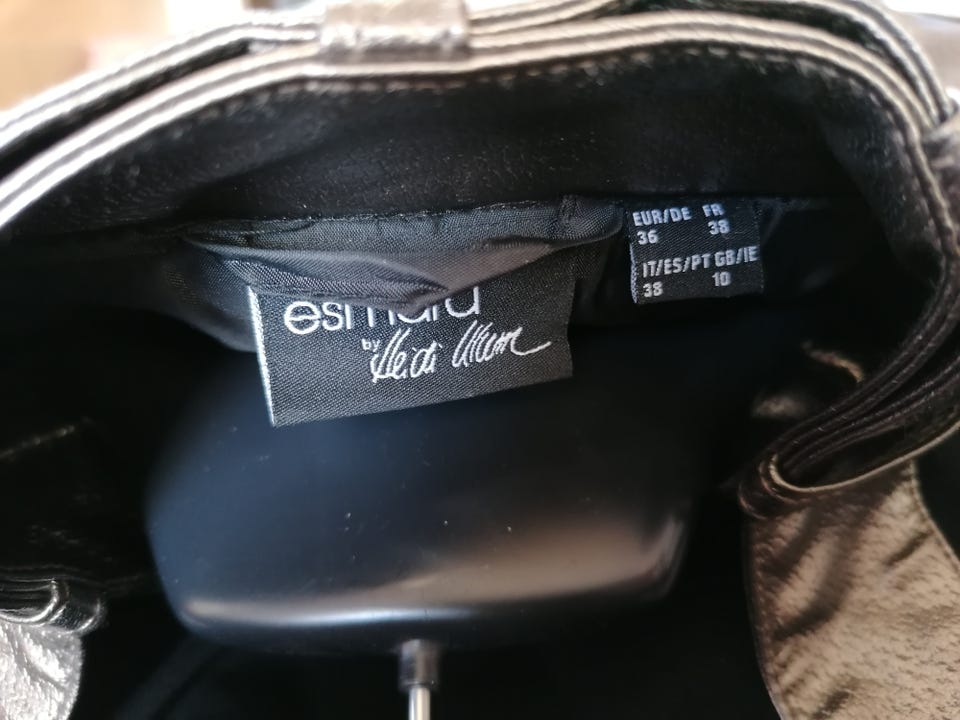 esmara
by Heidi Klum
EUR/DE FR
36 38
IT/ES/PT GB/IE
38 10